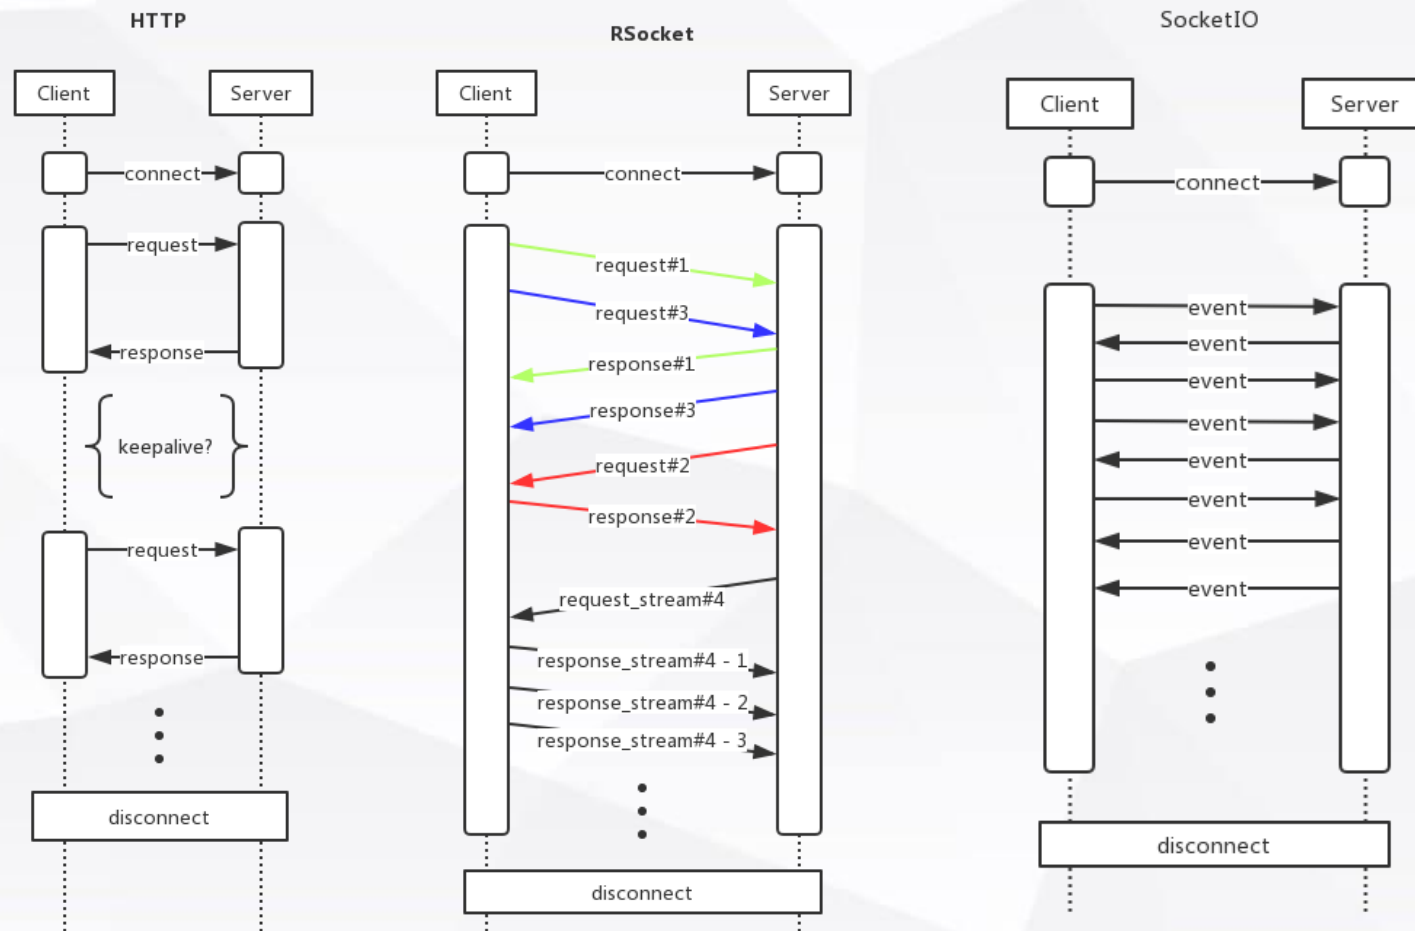 HTTP
Client
Server
connect
request
response
keepalive?
request
response
disconnect
RSocket
Client
Server
connect
request#1
request#3
response#1
response#3
request#2
response#2
request_stream#4
response_stream#4 - 1
response_stream#4 - 2
response_stream#4 - 3
disconnect
SocketIO
Client
Server
connect
event
event
event
event
event
event
event
event
disconnect